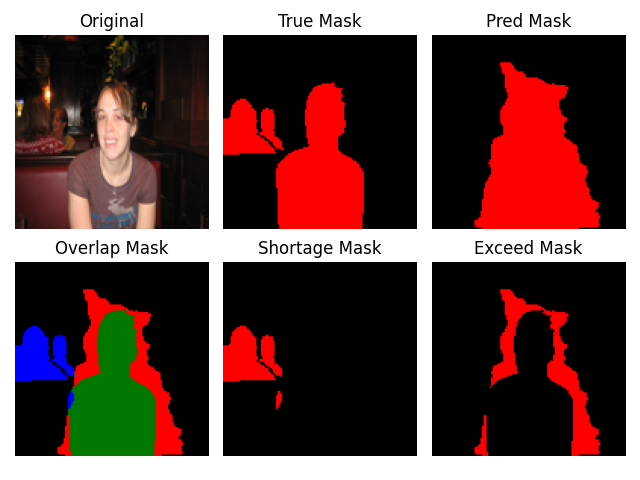 Original
True Mask
Pred Mask
Overlap Mask
Shortage Mask
Exceed Mask